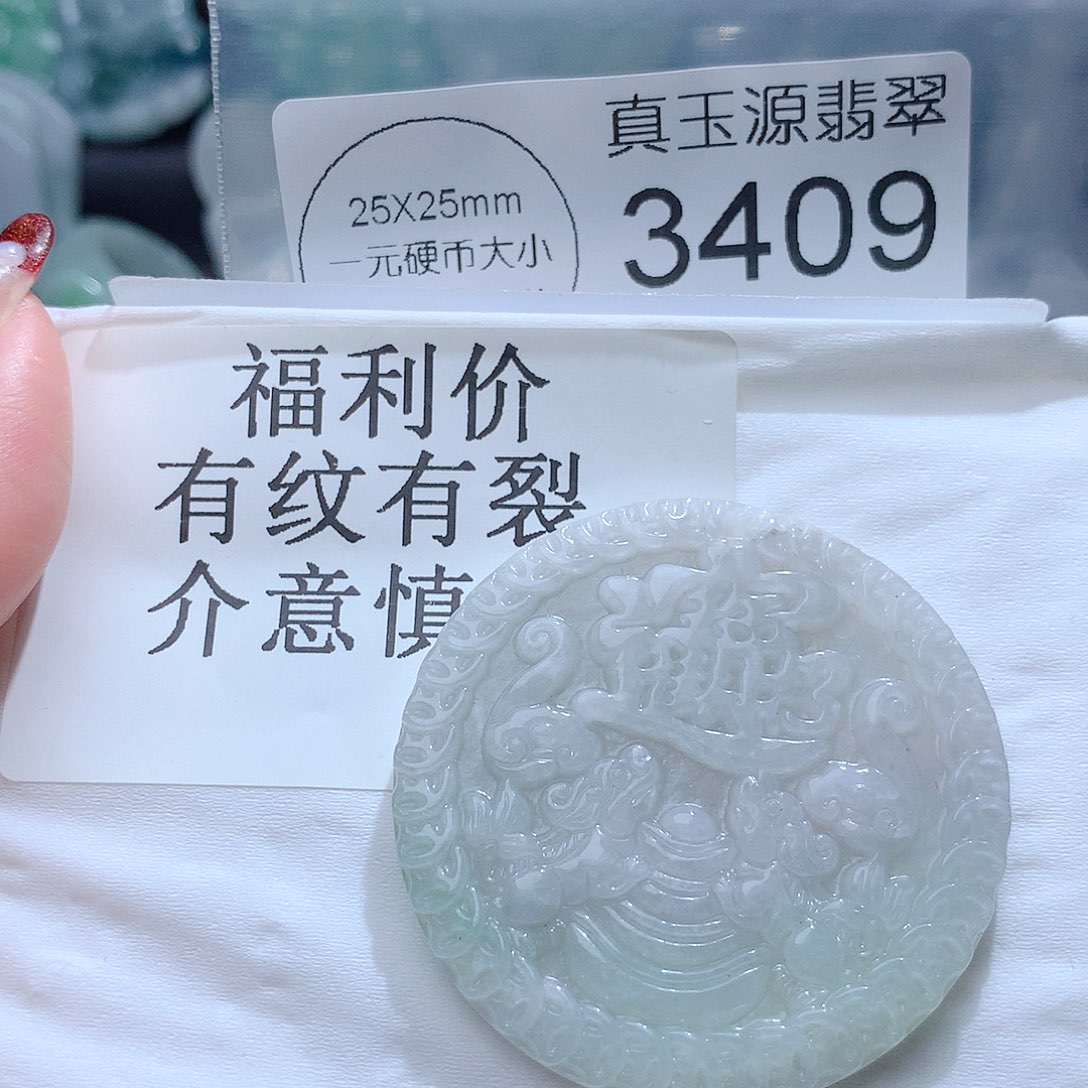 真玉源翡翠
25X25mm
一元硬币大小
3409
福利价
有纹有裂
介意慎